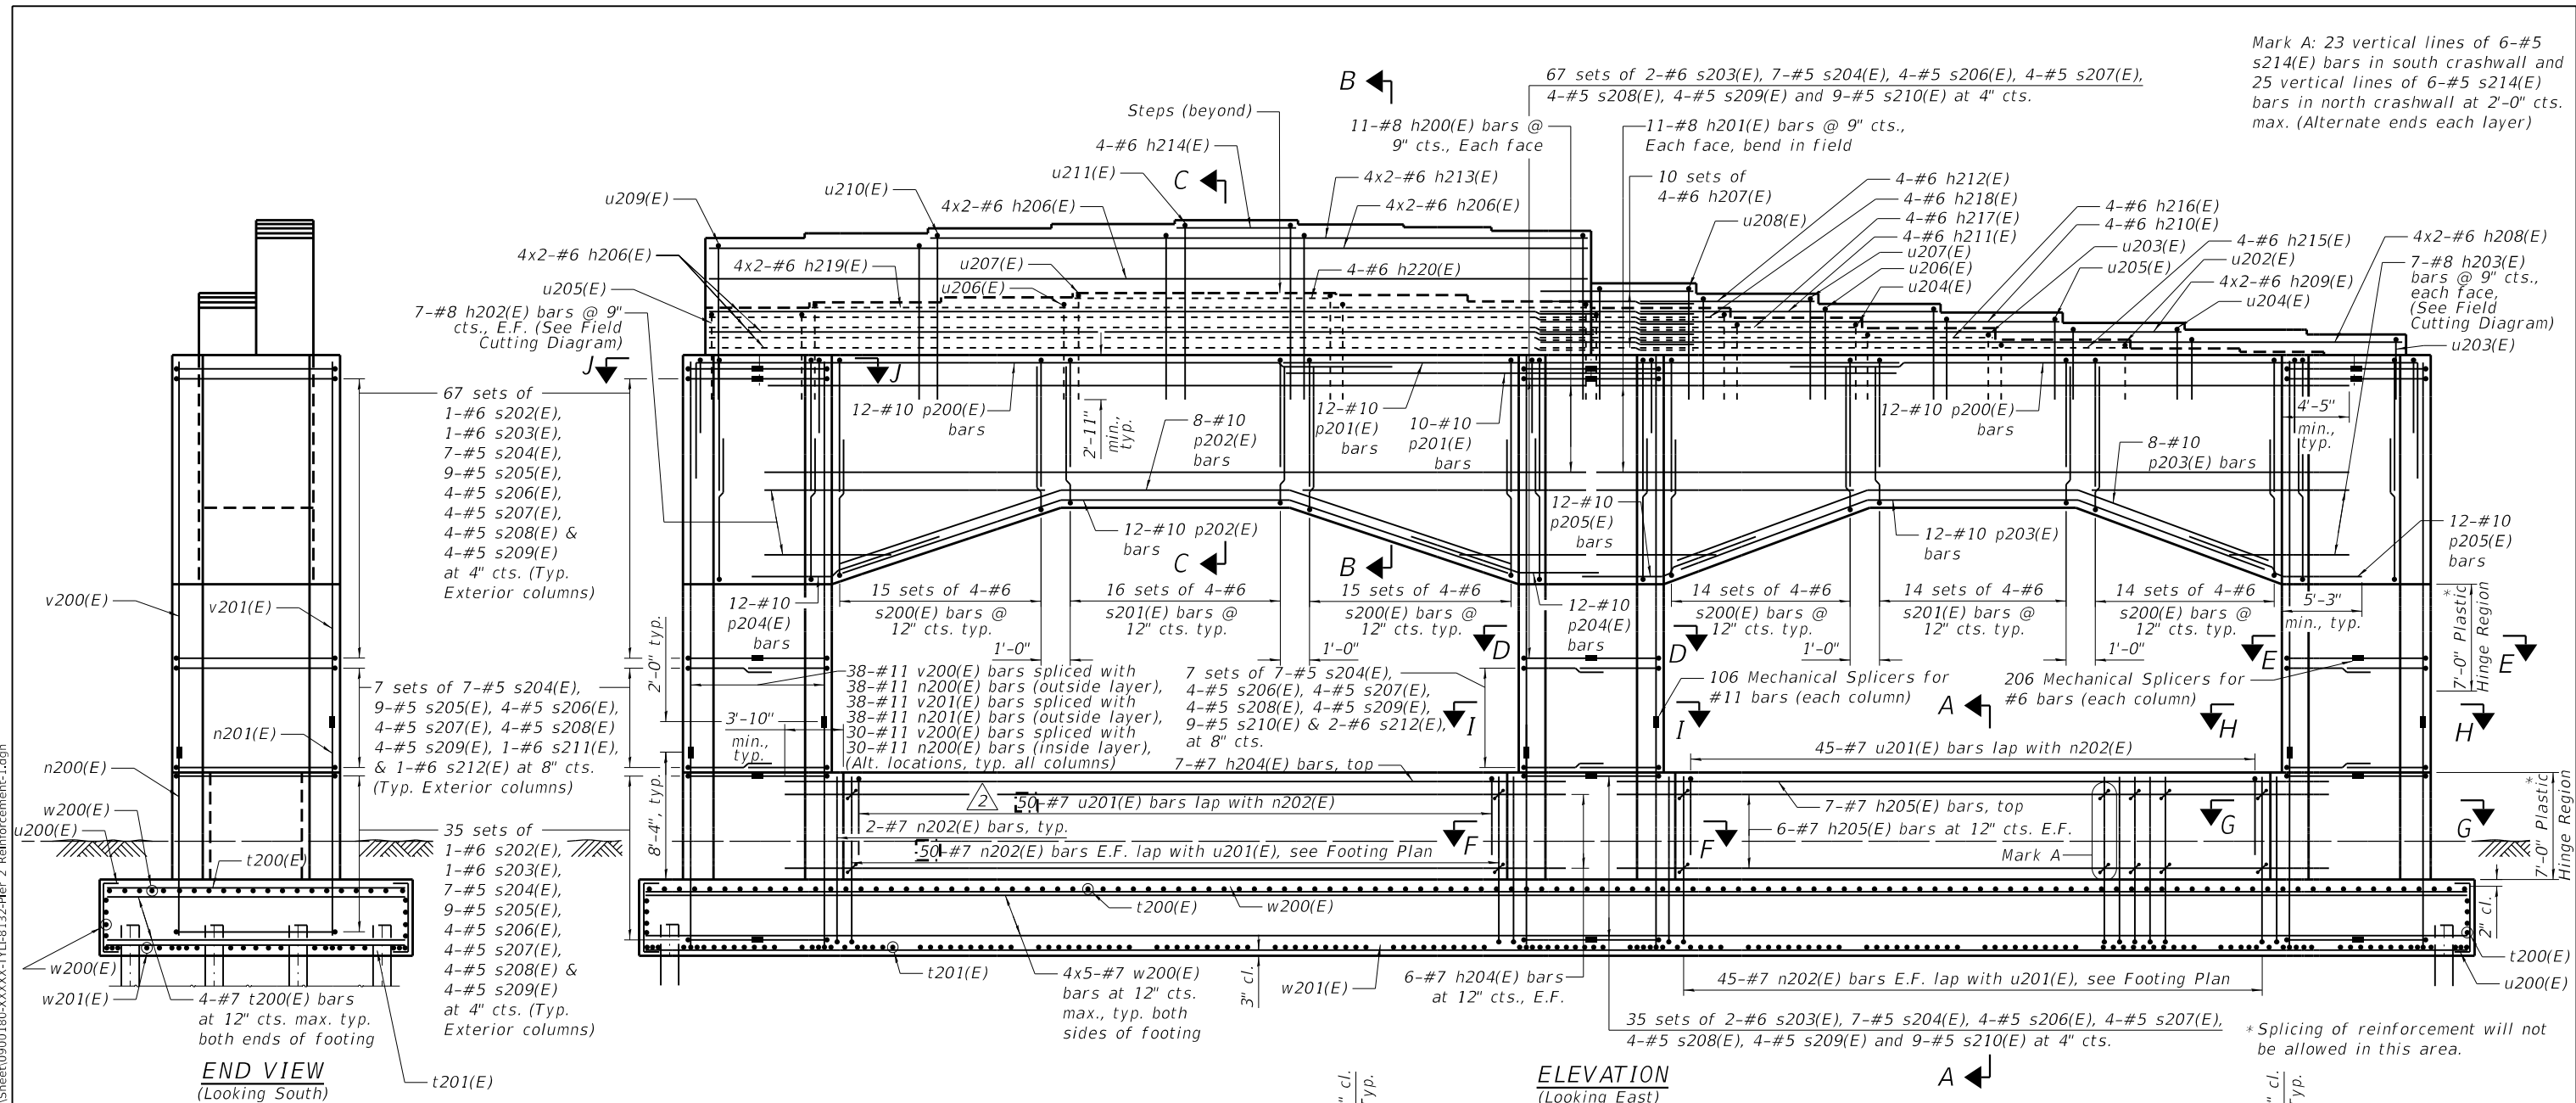 Mark A: 23 vertical lines of 6-#5
s214(E) bars in south crashwall and
25 vertical lines of 6-#5 s214(E)
bars in north crashwall at 2'-0" cts.
max. (Alternate ends each layer)
B
67 sets of 2-#6 s203(E), 7-#5 s204(E), 4-#5 s206(E), 4-#5 s207(E),
4-#5 s208(E), 4-#5 s209(E) and 9-#5 s210(E) at 4" cts.
Steps (beyond)
11-#8 h200(E) bars @
9" cts., Each face
11-#8 h201(E) bars @ 9" cts.,
Each face, bend in field
4-#6 h214(E)
u211(E)
C
4x2-#6 h213(E)
10 sets of
4-#6 h207(E)
u210(E)
u209(E)
4x2-#6 h206(E)
4x2-#6 h206(E)
u208(E)
4-#6 h212(E)
4-#6 h218(E)
4-#6 h217(E)
4-#6 h211(E)
u207(E)
u206(E)
u204(E)
4-#6 h216(E)
4-#6 h210(E)
u203(E)
u205(E)
4-#6 h215(E)
u202(E)
4x2-#6 h209(E)
u204(E)
4x2-#6 h208(E)
7-#8 h203(E)
bars @ 9" cts.,
each face,
(See Field
Cutting Diagram)
u203(E)
4x2-#6 h206(E)
4x2-#6 h219(E)
u207(E)
u206(E)
4-#6 h220(E)
u205(E)
7-#8 h202(E) bars @ 9"
cts., E.F. (See Field
Cutting Diagram)
J
J
67 sets of
1-#6 s202(E),
1-#6 s203(E),
7-#5 s204(E),
9-#5 s205(E),
4-#5 s206(E),
4-#5 s207(E),
4-#5 s208(E) &
4-#5 s209(E)
at 4" cts. (Typ.
Exterior columns)
12-#10 p200(E)
bars
2'-11"
min.,
typ.
8-#10
p202(E)
bars
12-#10
p201(E)
bars
10-#10
p201(E)
bars
12-#10 p200(E)
bars
4'-5"
min.,
typ.
8-#10
p203(E) bars
12-#10 p202(E)
bars
12-#10
p205(E)
bars
12-#10 p203(E)
bars
12-#10
p205(E)
bars
C
B
v200(E)
v201(E)
12-#10
p204(E)
bars
15 sets of 4-#6
s200(E) bars @
12" cts. typ.
16 sets of 4-#6
s201(E) bars @
12" cts. typ.
15 sets of 4-#6
s200(E) bars @
12" cts. typ.
12-#10
p204(E)
bars
14 sets of 4-#6
s200(E) bars @
12" cts. typ.
14 sets of 4-#6
s201(E) bars @
12" cts. typ.
14 sets of 4-#6
s200(E) bars @
12" cts. typ.
5'-3"
min., typ.
7'-0" Plastic*
Hinge Region
1'-0"
1'-0"
1'-0"
1'-0"
D
D
E
E
2'-0" typ.
7 sets of 7-#5 s204(E),
9-#5 s205(E), 4-#5 s206(E),
4-#5 s207(E), 4-#5 s208(E)
4-#5 s209(E), 1-#6 s211(E),
& 1-#6 s212(E) at 8" cts.
(Typ. Exterior columns)
38-#11 v200(E) bars spliced with
38-#11 n200(E) bars (outside layer),
38-#11 v201(E) bars spliced with
38-#11 n201(E) bars (outside layer),
30-#11 v200(E) bars spliced with
30-#11 n200(E) bars (inside layer),
(Alt. locations, typ. all columns)
7 sets of 7-#5 s204(E),
4-#5 s206(E), 4-#5 s207(E),
4-#5 s208(E), 4-#5 s209(E),
9-#5 s210(E) & 2-#6 s212(E),
at 8" cts.
106 Mechanical Splicers for
#11 bars (each column)
206 Mechanical Splicers for
#6 bars (each column)
I
I
A
H
H
n201(E)
n200(E)
3'-10"
min.,
typ.
7-#7 h204(E) bars, top
45-#7 u201(E) bars lap with n202(E)
w200(E)
u200(E)
8'-4", typ.
2
50-#7 u201(E) bars lap with n202(E)
7-#7 h205(E) bars, top
2-#7 n202(E) bars, typ.
6-#7 h205(E) bars at 12" cts. E.F.
F
F
G
G
50-#7 n202(E) bars E.F. lap with u201(E), see Footing Plan
Mark A
7'-0" Plastic*
Hinge Region
t200(E)
35 sets of
1-#6 s202(E),
1-#6 s203(E),
7-#5 s204(E),
9-#5 s205(E),
4-#5 s206(E),
4-#5 s207(E),
4-#5 s208(E) &
4-#5 s209(E)
at 4" cts. (Typ.
Exterior columns)
t200(E)
w200(E)
2" cl.
w200(E)
w201(E)
4-#7 t200(E) bars
at 12" cts. max. typ.
both ends of footing
t201(E)
t201(E)
4x5-#7 w200(E)
bars at 12" cts.
max., typ. both
sides of footing
3" cl.
w201(E)
6-#7 h204(E) bars
at 12" cts., E.F.
45-#7 n202(E) bars E.F. lap with u201(E), see Footing Plan
t200(E)
u200(E)
35 sets of 2-#6 s203(E), 7-#5 s204(E), 4-#5 s206(E), 4-#5 s207(E),
4-#5 s208(E), 4-#5 s209(E) and 9-#5 s210(E) at 4" cts.
*Splicing of reinforcement will not
be allowed in this area.
END VIEW
(Looking South)
ELEVATION
(Looking East)
A
" cl.
Typ.
" cl.
Typ.
\Sheet\0900180-XXXXX-TYLI-8132-Pier 2 Reinforcement-1.dgn